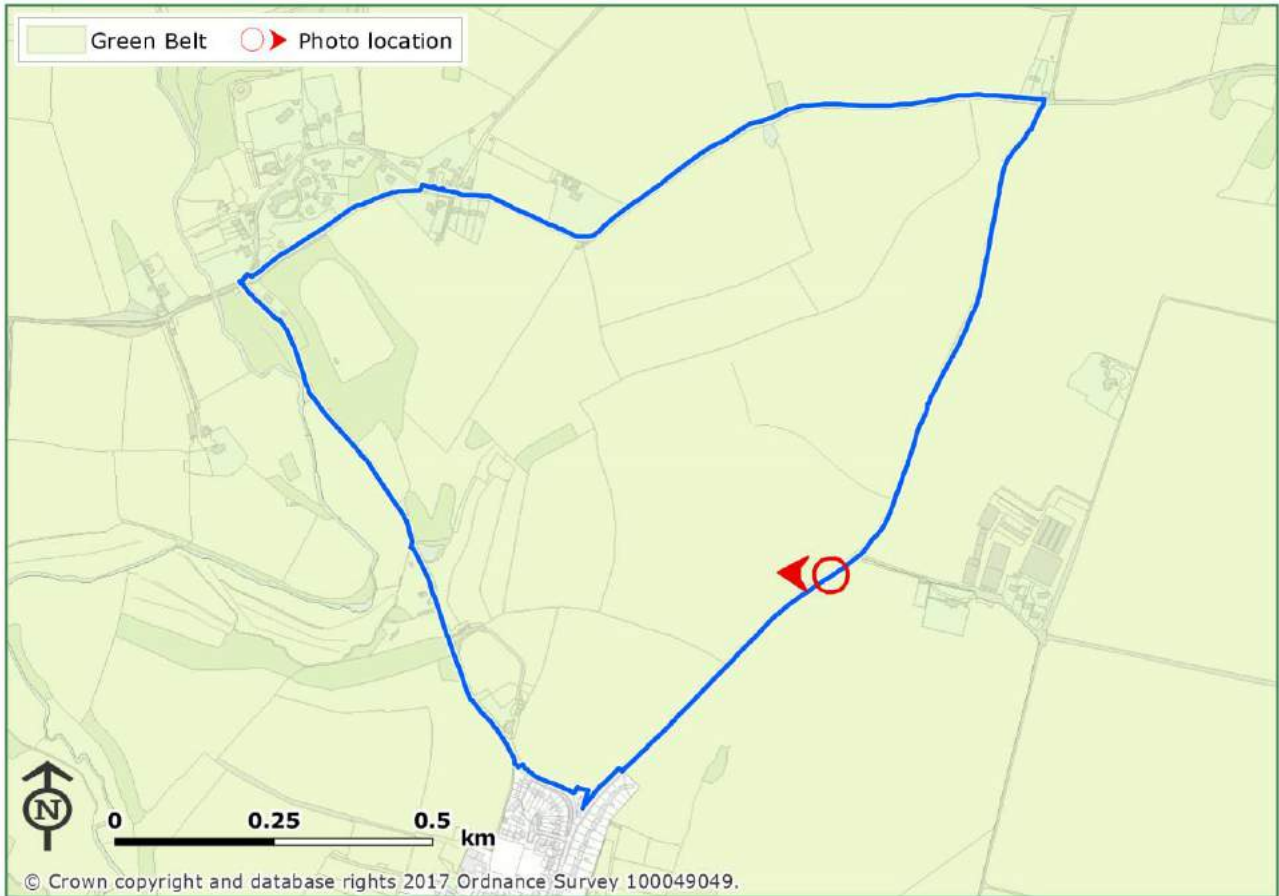 Green Belt Photo location
N
0 0.25 0.5
km
© Crown copyright and database rights 2017 Ordnance Survey 100049049.